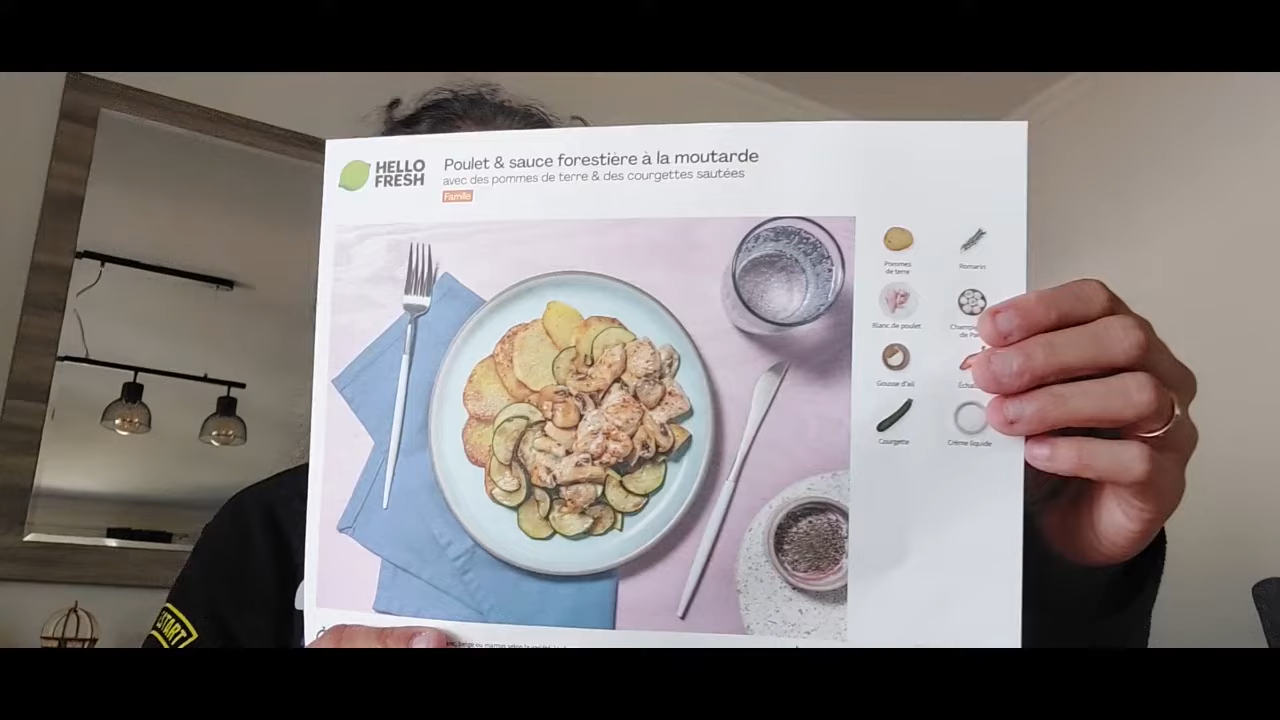 HELLO
FRESH
Poulet & sauce forestière à la moutarde
avec des pommes de terre & des courgettes sautées
Famille
Pommes
de terre
Romarin
Blanc de poulet
Gousse d'ail
Courgette
Crème liquide